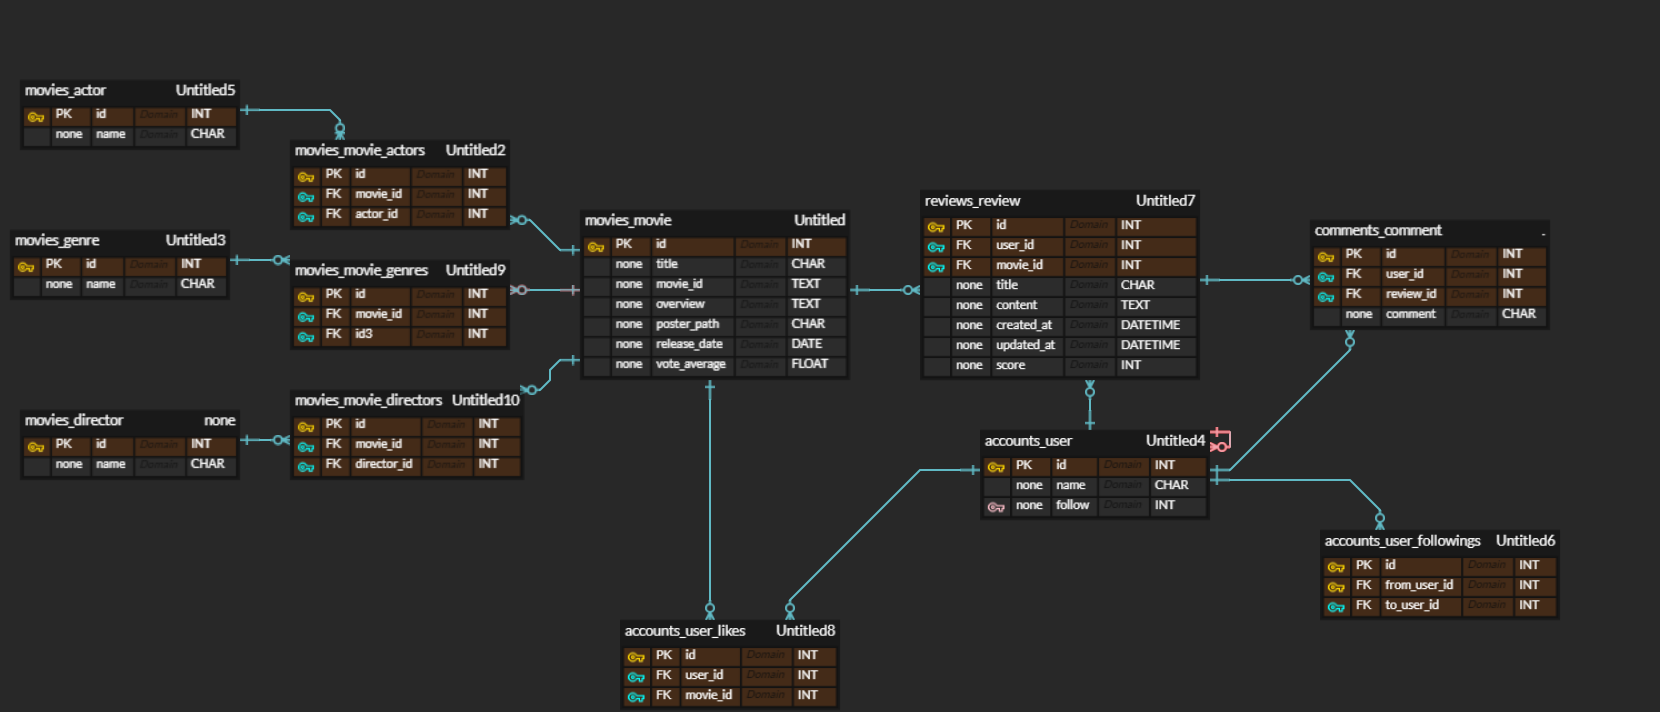 movies_actor Untitled5
PK id Domain INT
none name Domain CHAR
movies_movie_actors Untitled2
PK id Domain INT
FK movie_id Domain INT
FK actor_id Domain INT
movies_genre Untitled3
PK id Domain INT
none name Domain CHAR
movies_movie_genres Untitled9
PK id Domain INT
FK movie_id Domain INT
FK id3 Domain INT
movies_director none
PK id Domain INT
none name Domain CHAR
movies_movie_directors Untitled10
PK id Domain INT
FK movie_id Domain INT
FK director_id Domain INT
movies_movie Untitled
PK id Domain INT
none title Domain CHAR
none movie_id Domain TEXT
none overview Domain TEXT
none poster_path Domain CHAR
none release_date Domain DATE
none vote_average Domain FLOAT
reviews_review Untitled7
PK id Domain INT
FK user_id Domain INT
FK movie_id Domain INT
none title Domain CHAR
none content Domain TEXT
none created_at Domain DATETIME
none updated_at Domain DATETIME
none score Domain INT
comments_comment .
PK id Domain INT
FK user_id Domain INT
FK review_id Domain INT
none comment Domain CHAR
accounts_user Untitled4
PK id Domain INT
none name Domain CHAR
none follow Domain INT
accounts_user_followings Untitled6
PK id Domain INT
FK from_user_id Domain INT
FK to_user_id Domain INT
accounts_user_likes Untitled8
PK id Domain INT
FK user_id Domain INT
FK movie_id Domain INT